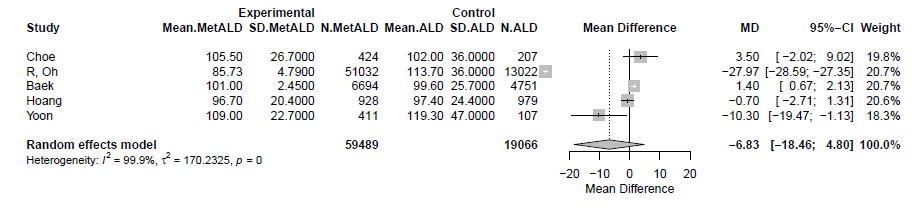 Experimental Control
Study Mean.MetALD SD.MetALD N.MetALD Mean.ALD SD.ALD N.ALD Mean Difference MD 95%−CI Weight
Choe 105.50 26.7000 424 102.00 36.0000 207 3.50 [ −2.02; 9.02] 19.8%
R, Oh 85.73 4.7900 51032 113.70 36.0000 13022 −27.97 [−28.59; −27.35] 20.7%
Baek 101.00 2.4500 6694 99.60 25.7000 4751 1.40 [ 0.67; 2.13] 20.7%
Hoang 96.70 20.4000 928 97.40 24.4000 979 −0.70 [ −2.71; 1.31] 20.6%
Yoon 109.00 22.7000 411 119.30 47.0000 107 −10.30 [−19.47; −1.13] 18.3%
Random effects model 59489 19066 −6.83 [−18.46; 4.80] 100.0%
Heterogeneity: I² = 99.9%, τ² = 170.2325, p = 0
−20 −10 0 10 20
Mean Difference